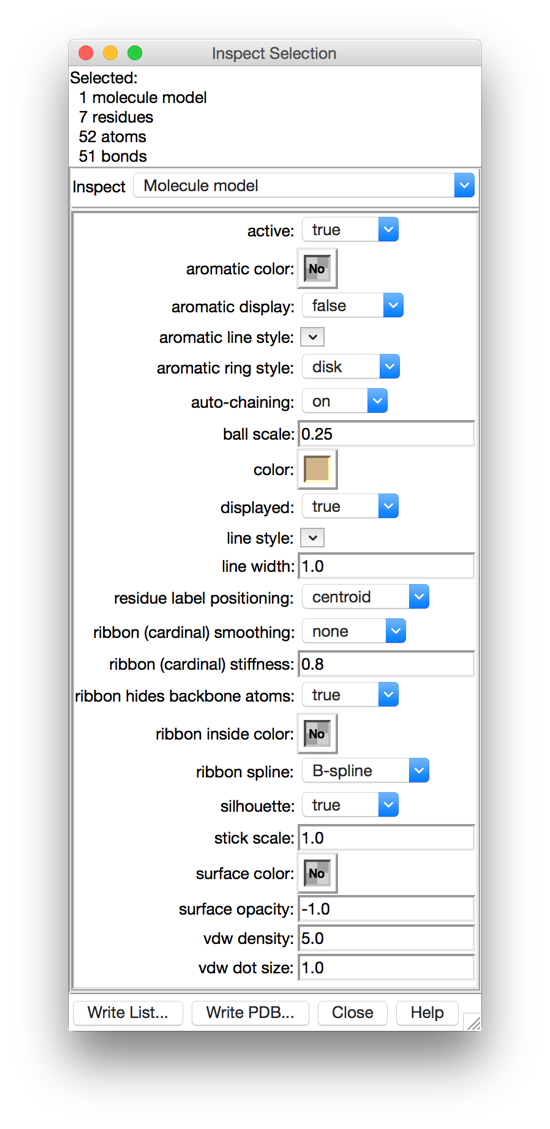 Inspect Selection
Selected:
1 molecule model
7 residues
52 atoms
51 bonds
Inspect Molecule model
active: true
aromatic color: No
aromatic display: false
aromatic line style:
aromatic ring style: disk
auto-chaining: on
ball scale: 0.25
color:
displayed: true
line style:
line width: 1.0
residue label positioning: centroid
ribbon (cardinal) smoothing: none
ribbon (cardinal) stiffness: 0.8
ribbon hides backbone atoms: true
ribbon inside color: No
ribbon spline: B-spline
silhouette: true
stick scale: 1.0
surface color: No
surface opacity: -1.0
vdw density: 5.0
vdw dot size: 1.0
Write List... Write PDB... Close Help